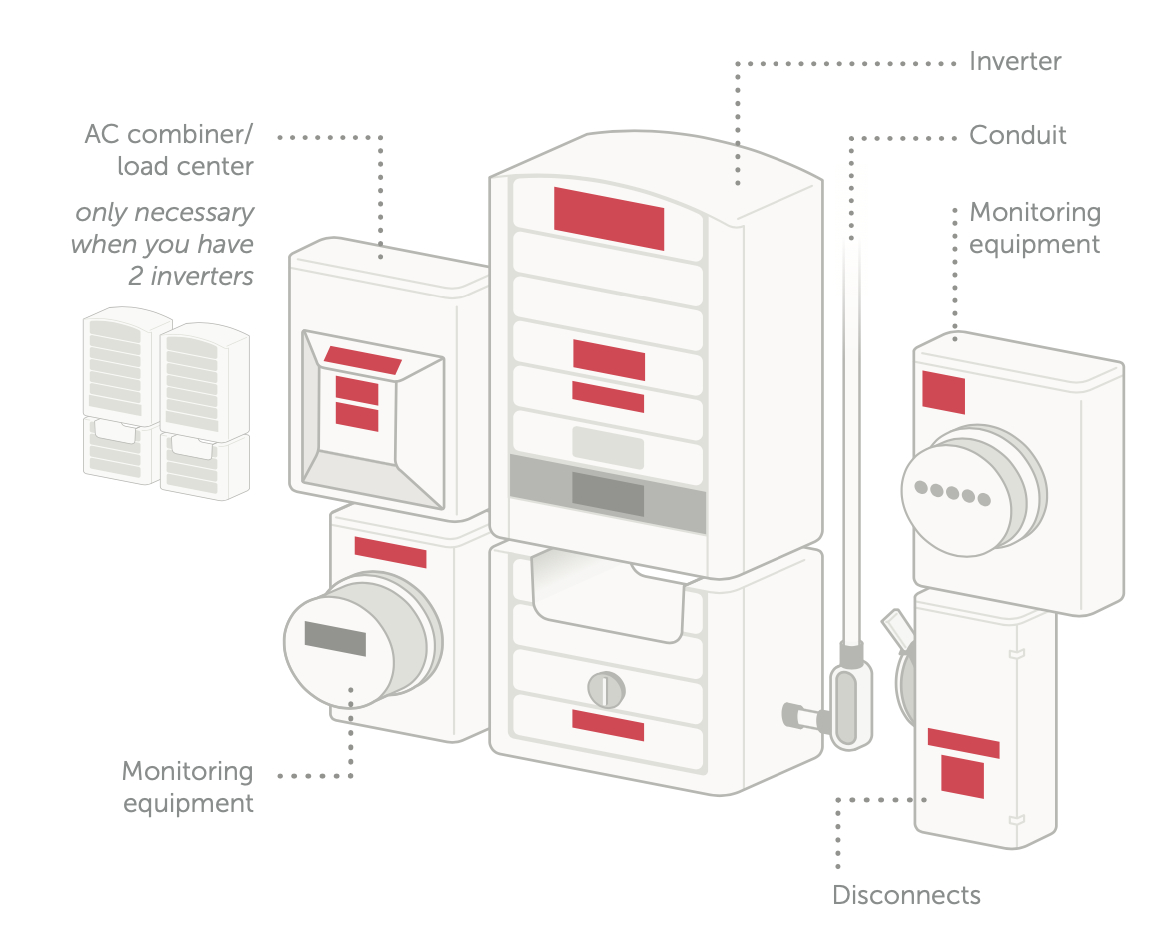 Inverter
AC combiner/
load center
only necessary
when you have
2 inverters
Conduit
Monitoring
equipment
Monitoring
equipment
Disconnects